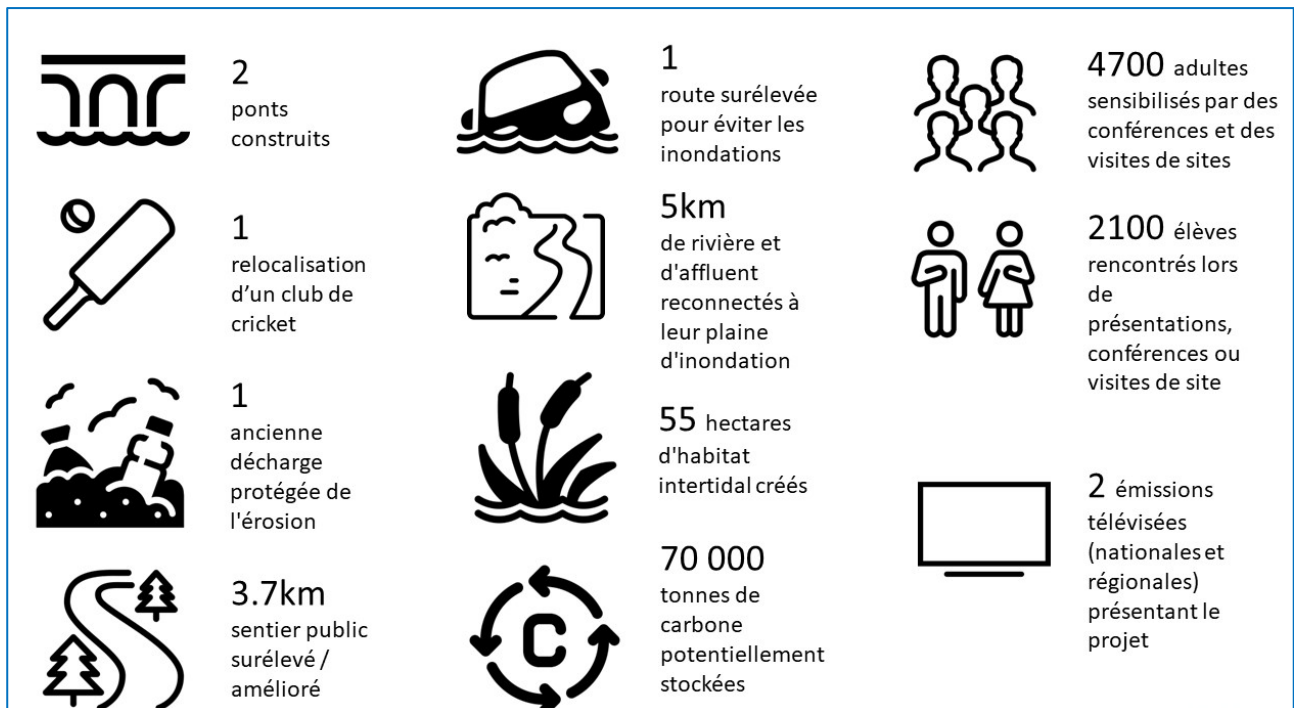 2
ponts
construits
1
relocalisation
d’un club de
cricket
1
ancienne
décharge
protégée de
l'érosion
3.7km
sentier public
surélevé /
amélioré
1
route surélevée
pour éviter les
inondations
5km
de rivière et
d'affluent
reconnectés à
leur plaine
d'inondation
55 hectares
d'habitat
intertidal créés
C
70 000
tonnes de
carbone
potentiellement
stockées
4700 adultes
sensibilisés par des
conférences et des
visites de sites
2100 élèves
rencontrés lors
de
présentations,
conférences ou
visites de site
2 émissions
télévisées
(nationales et
régionales)
présentant le
projet